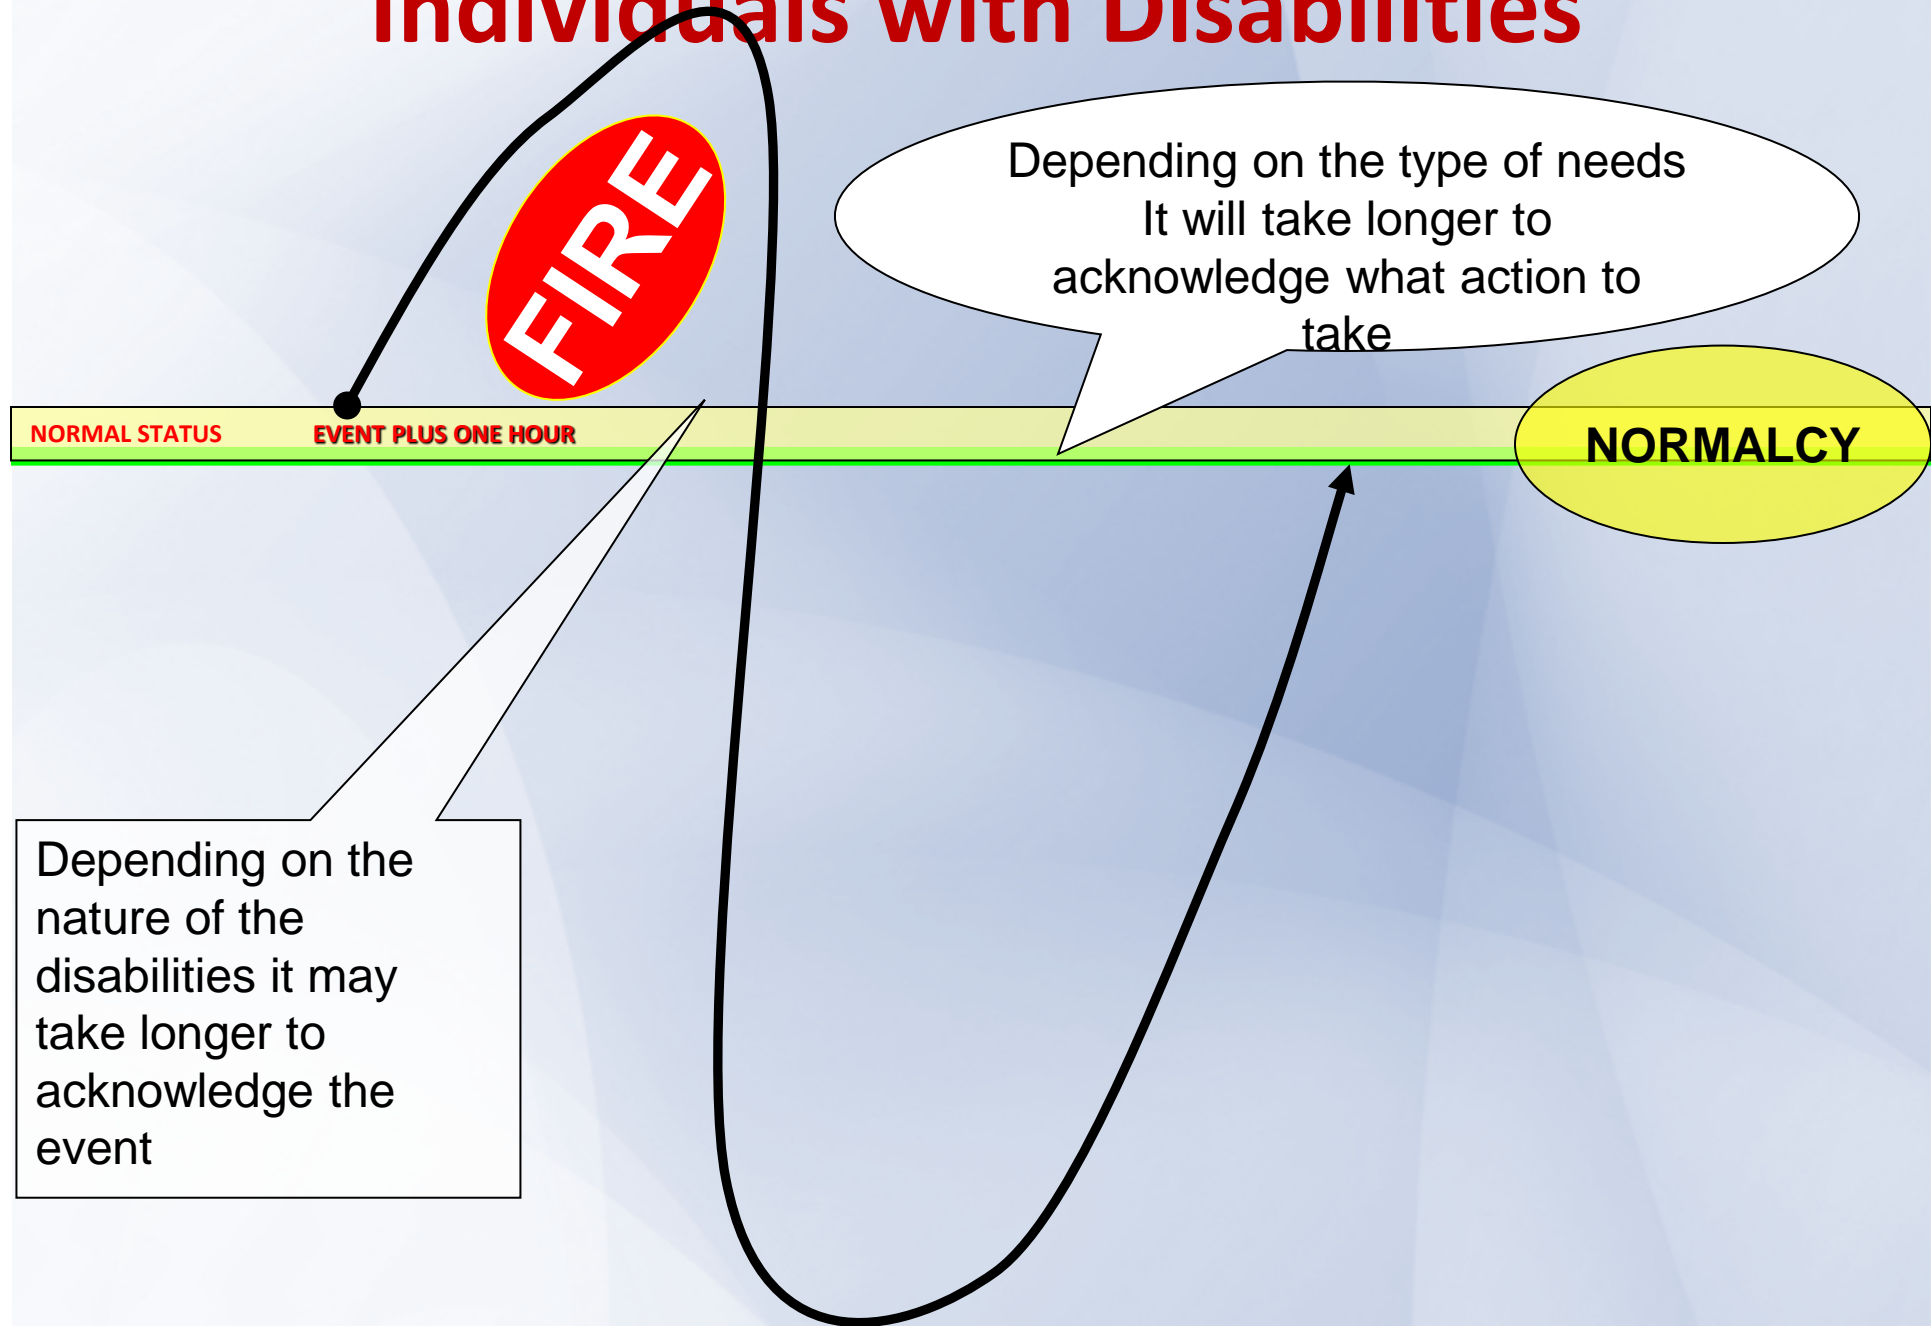 Individuals with Disabilities
FIRE
Depending on the type of needs
It will take longer to
acknowledge what action to
take
NORMAL STATUS
EVENT PLUS ONE HOUR
NORMALCY
Depending on the
nature of the
disabilities it may
take longer to
acknowledge the
event